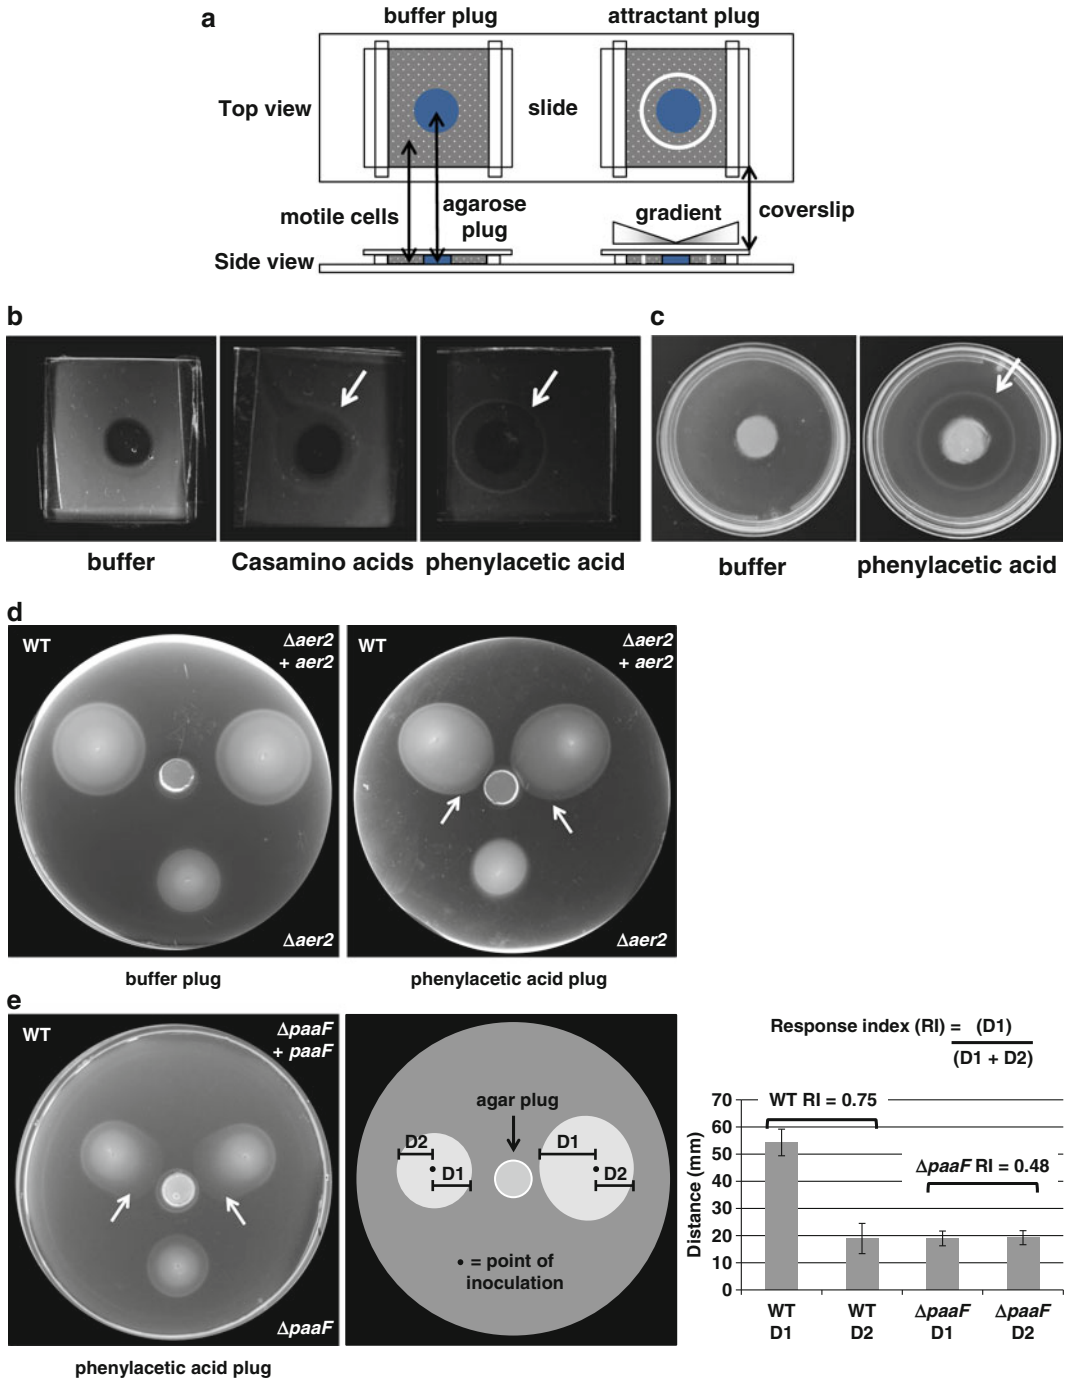 a
buffer plug
attractant plug
Top view
slide
motile cells
agarose
plug
gradient
coverslip
Side view
b
c
buffer
Casamino acids
phenylacetic acid
buffer
phenylacetic acid
d
WT
Δaer2
+ aer2
Δaer2
buffer plug
WT
Δaer2
+ aer2
Δaer2
phenylacetic acid plug
e
WT
ΔpaaF
+ paaF
ΔpaaF
phenylacetic acid plug
agar plug
D2
D1
D1
D2
• = point of
inoculation
Response index (RI) = (D1)
(D1 + D2)
Distance (mm)
70
60
50
40
30
20
10
0
WT RI = 0.75
ΔpaaF RI = 0.48
WT
D1
WT
D2
ΔpaaF
D1
ΔpaaF
D2